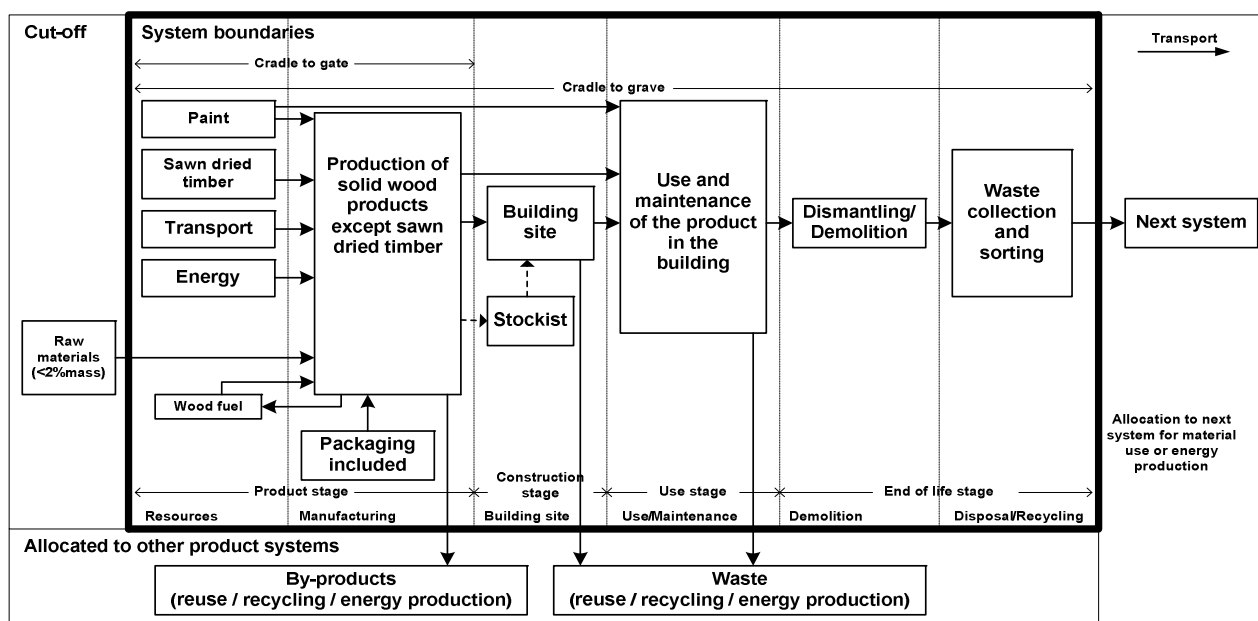 Cut-off
System boundaries
Transport
Cradle to gate
Cradle to grave
Paint
Sawn dried
timber
Transport
Energy
Production of
solid wood
products
except sawn
dried timber
Building
site
Stockist
Use and
maintenance
of the product
in the
building
Dismantling/
Demolition
Waste
collection
and
sorting
Next system
Raw
materials
(<2%mass)
Wood fuel
Packaging
included
Allocation to next
system for material
use or energy
production
Product stage
Construction
stage
Use stage
End of life stage
Resources
Manufacturing
Building site
Use/Maintenance
Demolition
Disposal/Recycling
Allocated to other product systems
By-products
(reuse / recycling / energy production)
Waste
(reuse / recycling / energy production)